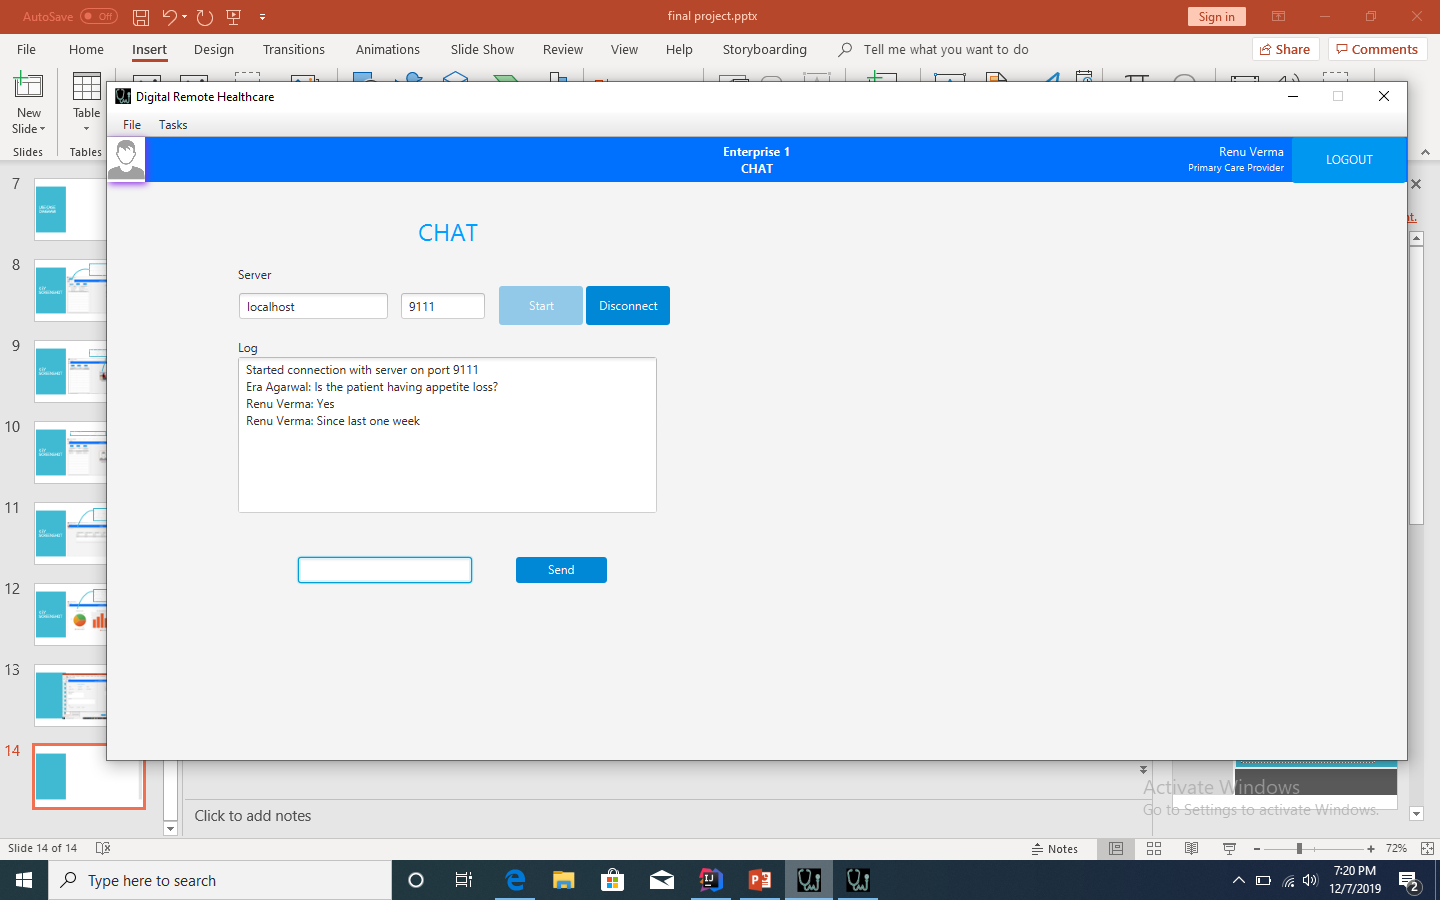 AutoSave Off
final project.pptx
Sign in
File Home Insert Design Transitions Animations Slide Show Review View Help Storyboarding Tell me what you want to do Share Comments
New Slide
Table
Slides
Tables
Digital Remote Healthcare
File Tasks
Enterprise 1
CHAT
Renu Verma
Primary Care Provider
LOGOUT
CHAT
Server
localhost 9111 Start Disconnect
Log
Started connection with server on port 9111
Era Agarwal: Is the patient having appetite loss?
Renu Verma: Yes
Renu Verma: Since last one week
Send
7
8
9
10
11
12
13
14
Click to add notes
Activate Windows
Go to Settings to activate Windows.
Slide 14 of 14
Notes
72%
Type here to search
7:20 PM
12/7/2019
2